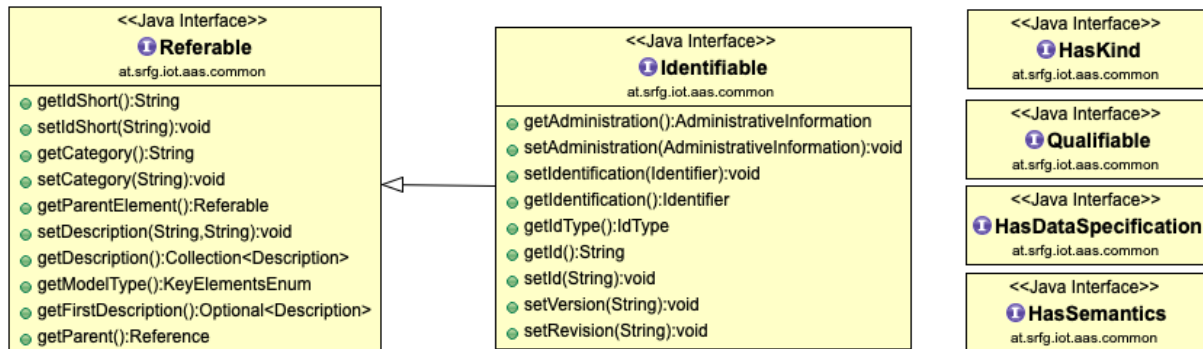 <<Java Interface>>
Referable
at.srfg.iot.aas.common
getIdShort():String
setIdShort(String):void
getCategory():String
setCategory(String):void
getParentElement():Referable
setDescription(String,String):void
getDescription():Collection<Description>
getModelType():KeyElementsEnum
getFirstDescription():Optional<Description>
getParent():Reference
<<Java Interface>>
Identifiable
at.srfg.iot.aas.common
getAdministration():AdministrativeInformation
setAdministration(AdministrativeInformation):void
setIdentification(Identifier):void
getIdentification():Identifier
getIdType():IdType
getId():String
setId(String):void
setVersion(String):void
setRevision(String):void
<<Java Interface>>
HasKind
at.srfg.iot.aas.common
<<Java Interface>>
Qualifiable
at.srfg.iot.aas.common
<<Java Interface>>
HasDataSpecification
at.srfg.iot.aas.common
<<Java Interface>>
HasSemantics
at.srfg.iot.aas.common